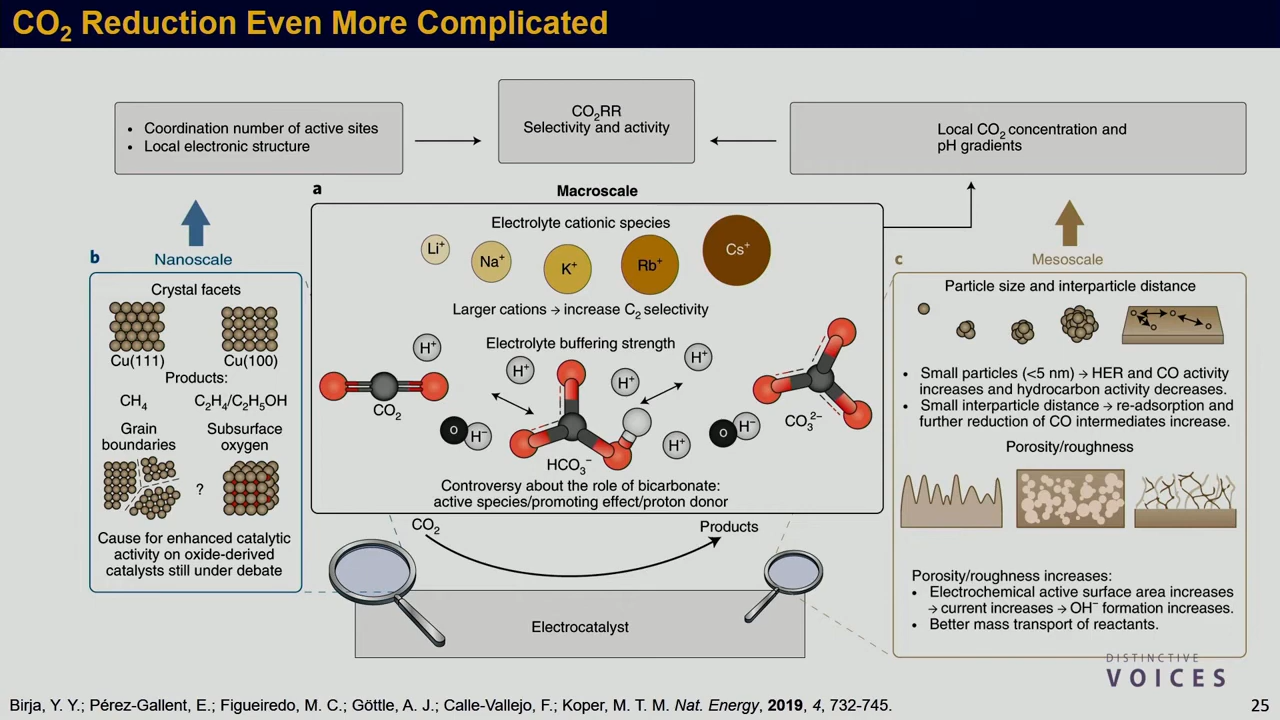 CO₂ Reduction Even More Complicated
• Coordination number of active sites
• Local electronic structure
CO₂RR
Selectivity and activity
Local CO₂ concentration and
pH gradients
a
Macroscale
Electrolyte cationic species
Li⁺
Na⁺
K⁺
Rb⁺
Cs⁺
Larger cations → increase C₂ selectivity
Electrolyte buffering strength
H⁺
H⁺
H⁺
H⁺
CO₂
O
H⁻
HCO₃⁻
H⁺
O
H⁻
CO₃²⁻
Controversy about the role of bicarbonate:
active species/promoting effect/proton donor
b
Nanoscale
Crystal facets
Cu(111)
Cu(100)
Products:
CH₄
C₂H₄/C₂H₅OH
Grain
boundaries
Subsurface
oxygen
?
Cause for enhanced catalytic
activity on oxide-derived
catalysts still under debate
c
Mesoscale
Particle size and interparticle distance
• Small particles (<5 nm) → HER and CO activity
increases and hydrocarbon activity decreases.
• Small interparticle distance → re-adsorption and
further reduction of CO intermediates increase.
Porosity/roughness
Porosity/roughness increases:
• Electrochemical active surface area increases
→ current increases → OH⁻ formation increases.
• Better mass transport of reactants.
CO₂
Products
Electrocatalyst
DISTINCTIVE
VOICES
Birja, Y. Y.; Pérez-Gallent, E.; Figueiredo, M. C.; Göttle, A. J.; Calle-Vallejo, F.; Koper, M. T. M. Nat. Energy, 2019, 4, 732-745.
25